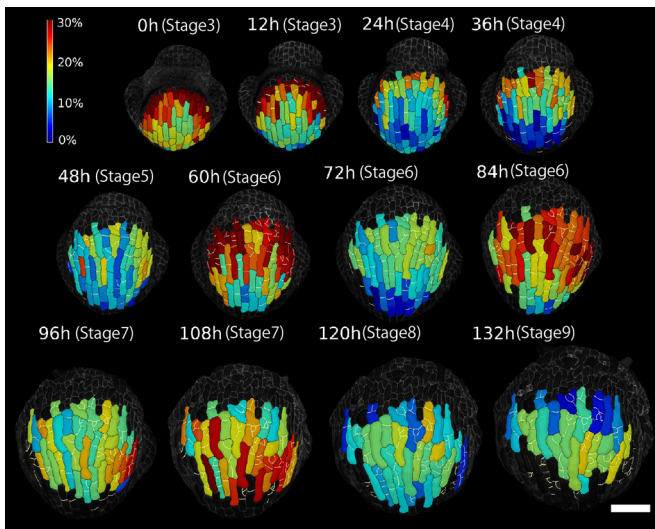 30%
20%
10%
0%
0h (Stage3)
12h (Stage3)
24h (Stage4)
36h (Stage4)
48h (Stage5)
60h (Stage6)
72h (Stage6)
84h (Stage6)
96h (Stage7)
108h (Stage7)
120h(Stage8)
132h(Stage9)